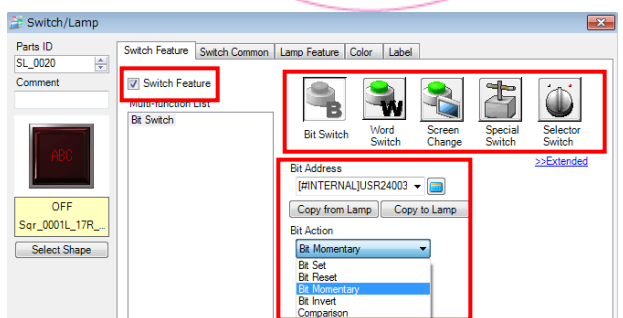 Switch/Lamp
Parts ID
SL_0020
Comment
ABC
OFF
Sqr_0001L_17R_...
Select Shape
Switch Feature
Switch Common
Lamp Feature
Color
Label
Switch Feature
Multi-function List
Bit Switch
B
Bit Switch
W
Word Switch
Screen Change
Special Switch
Selector Switch
>>Extended
Bit Address
[#INTERNAL]USR24003
Copy from Lamp
Copy to Lamp
Bit Action
Bit Momentary
Bit Set
Bit Reset
Bit Momentary
Bit Invert
Comparison